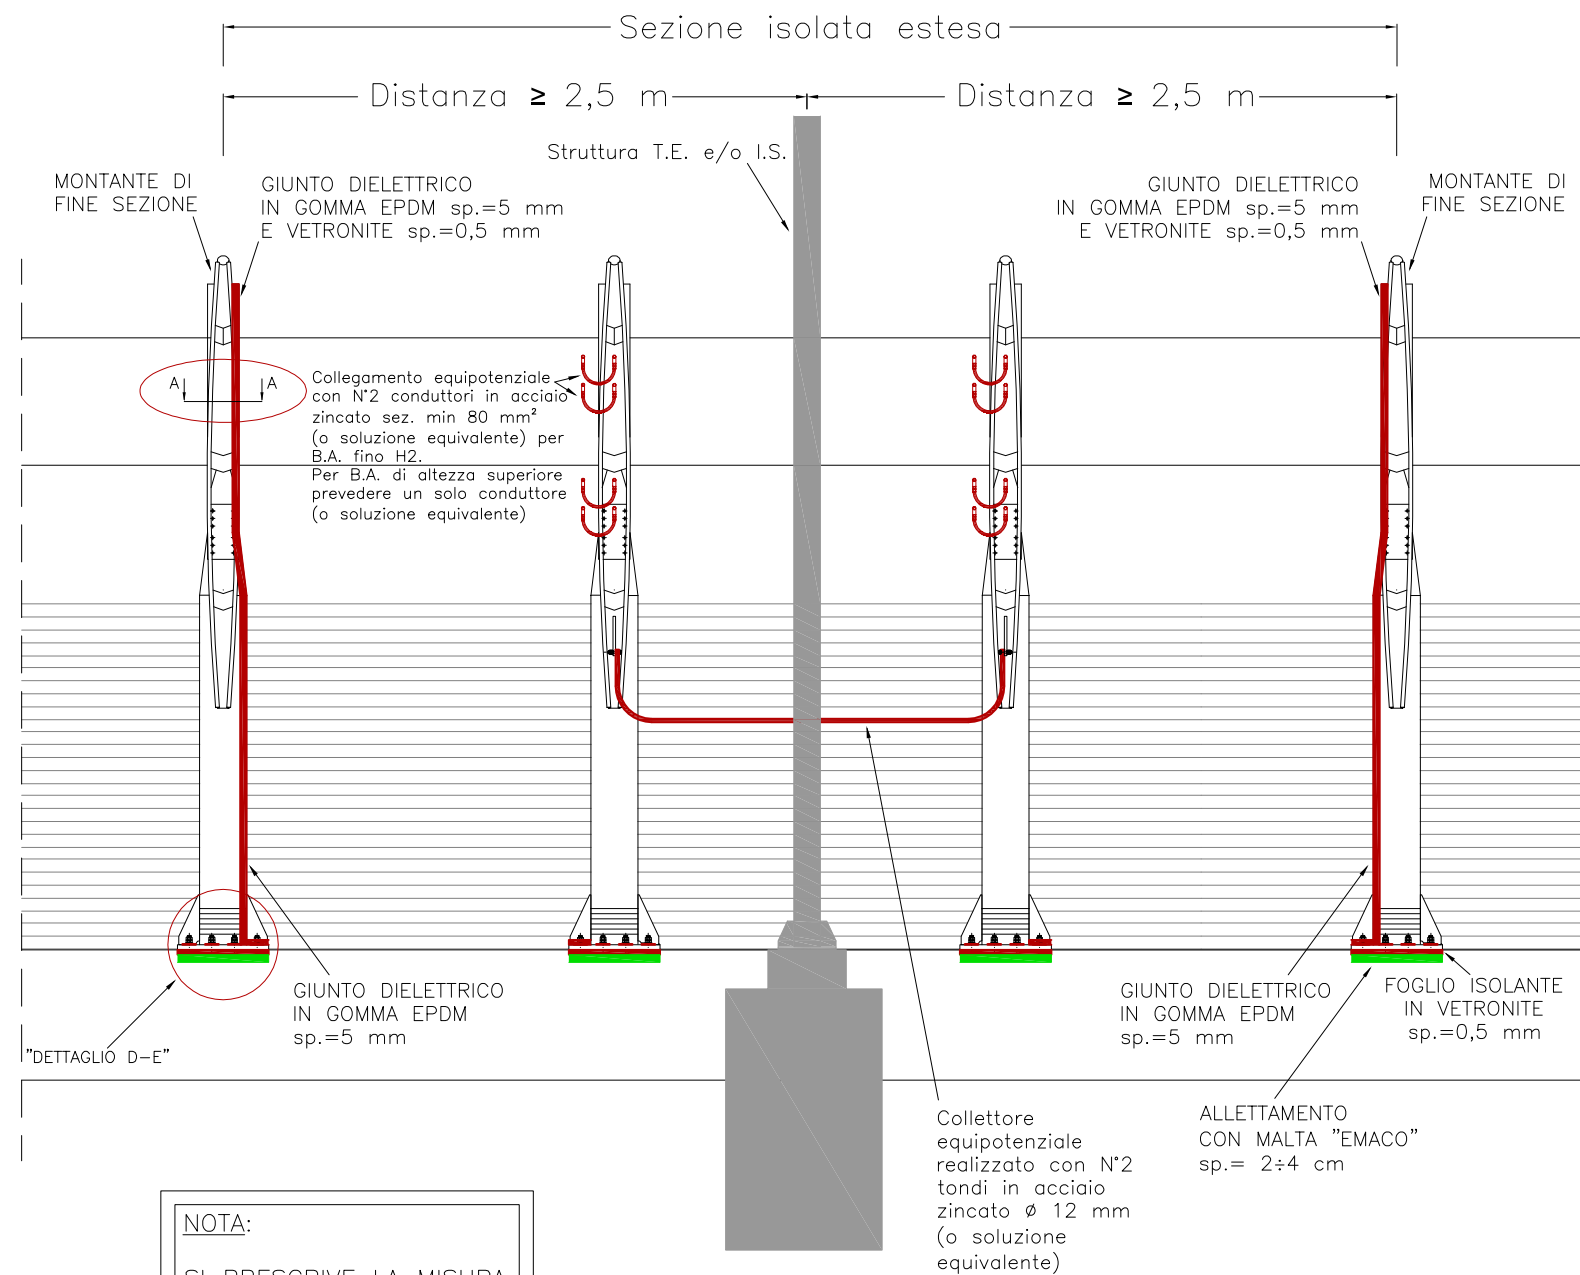 Sezione isolata estesa
Distanza ≥ 2,5 m
Distanza ≥ 2,5 m
Struttura T.E. e/o I.S.
MONTANTE DI
FINE SEZIONE
GIUNTO DIELETTRICO
IN GOMMA EPDM sp.=5 mm
E VETRONITE sp.=0,5 mm
GIUNTO DIELETTRICO
IN GOMMA EPDM sp.=5 mm
E VETRONITE sp.=0,5 mm
MONTANTE DI
FINE SEZIONE
A
A
Collegamento equipotenziale
con N°2 conduttori in acciaio
zincato sez. min 80 mm²
(o soluzione equivalente) per
B.A. fino H2.
Per B.A. di altezza superiore
prevedere un solo conduttore
(o soluzione equivalente)
GIUNTO DIELETTRICO
IN GOMMA EPDM
sp.=5 mm
"DETTAGLIO D-E"
GIUNTO DIELETTRICO
IN GOMMA EPDM
sp.=5 mm
FOGLIO ISOLANTE
IN VETRONITE
sp.=0,5 mm
Collettore
equipotenziale
realizzato con N°2
tondi in acciaio
zincato ø 12 mm
(o soluzione
equivalente)
ALLETTAMENTO
CON MALTA "EMACO"
sp.= 2÷4 cm
NOTA:
SI PRESCRIVE LA MISURA